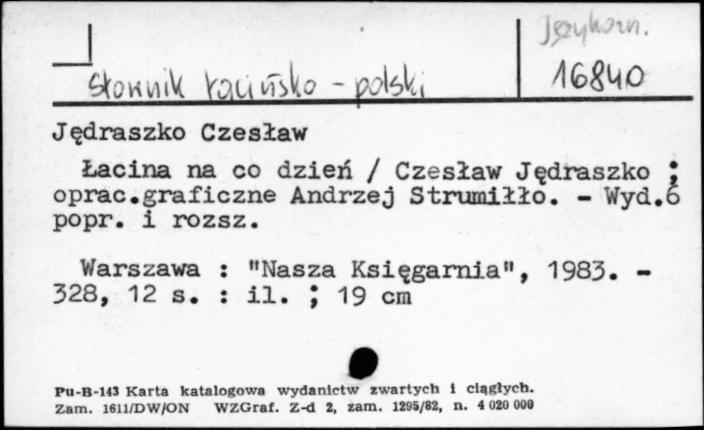 Językozn.
słownik łacińsko - polski
16840
Jędraszko Czesław
Łacina na co dzień / Czesław Jędraszko ;
oprac.graficzne Andrzej Strumiłło. - Wyd.6
popr. i rozsz.
Warszawa : "Nasza Księgarnia", 1983. -
328, 12 s. : il. ; 19 cm
Pu-B-143 Karta katalogowa wydanictw zwartych i ciągłych.
Zam. 1611/DW/ON WZGraf. Z-d 2, zam. 1295/82, n. 4 020 000